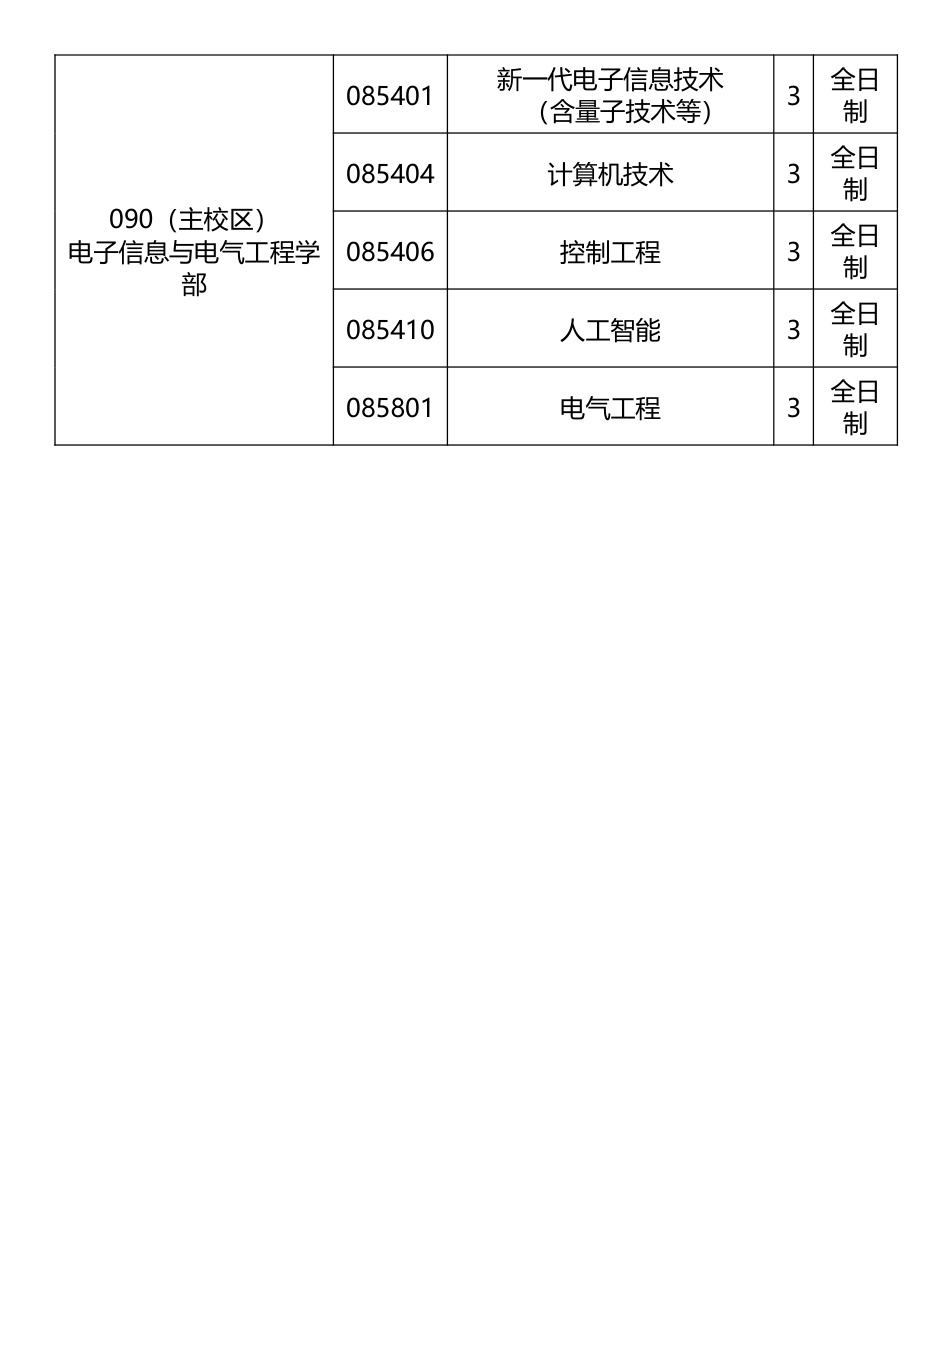 090（主校区）
电子信息与电气工程学
部
085401
新一代电子信息技术
（含量子技术等）
3
全日
制
085404
计算机技术
3
全日
制
085406
控制工程
3
全日
制
085410
人工智能
3
全日
制
085801
电气工程
3
全日
制